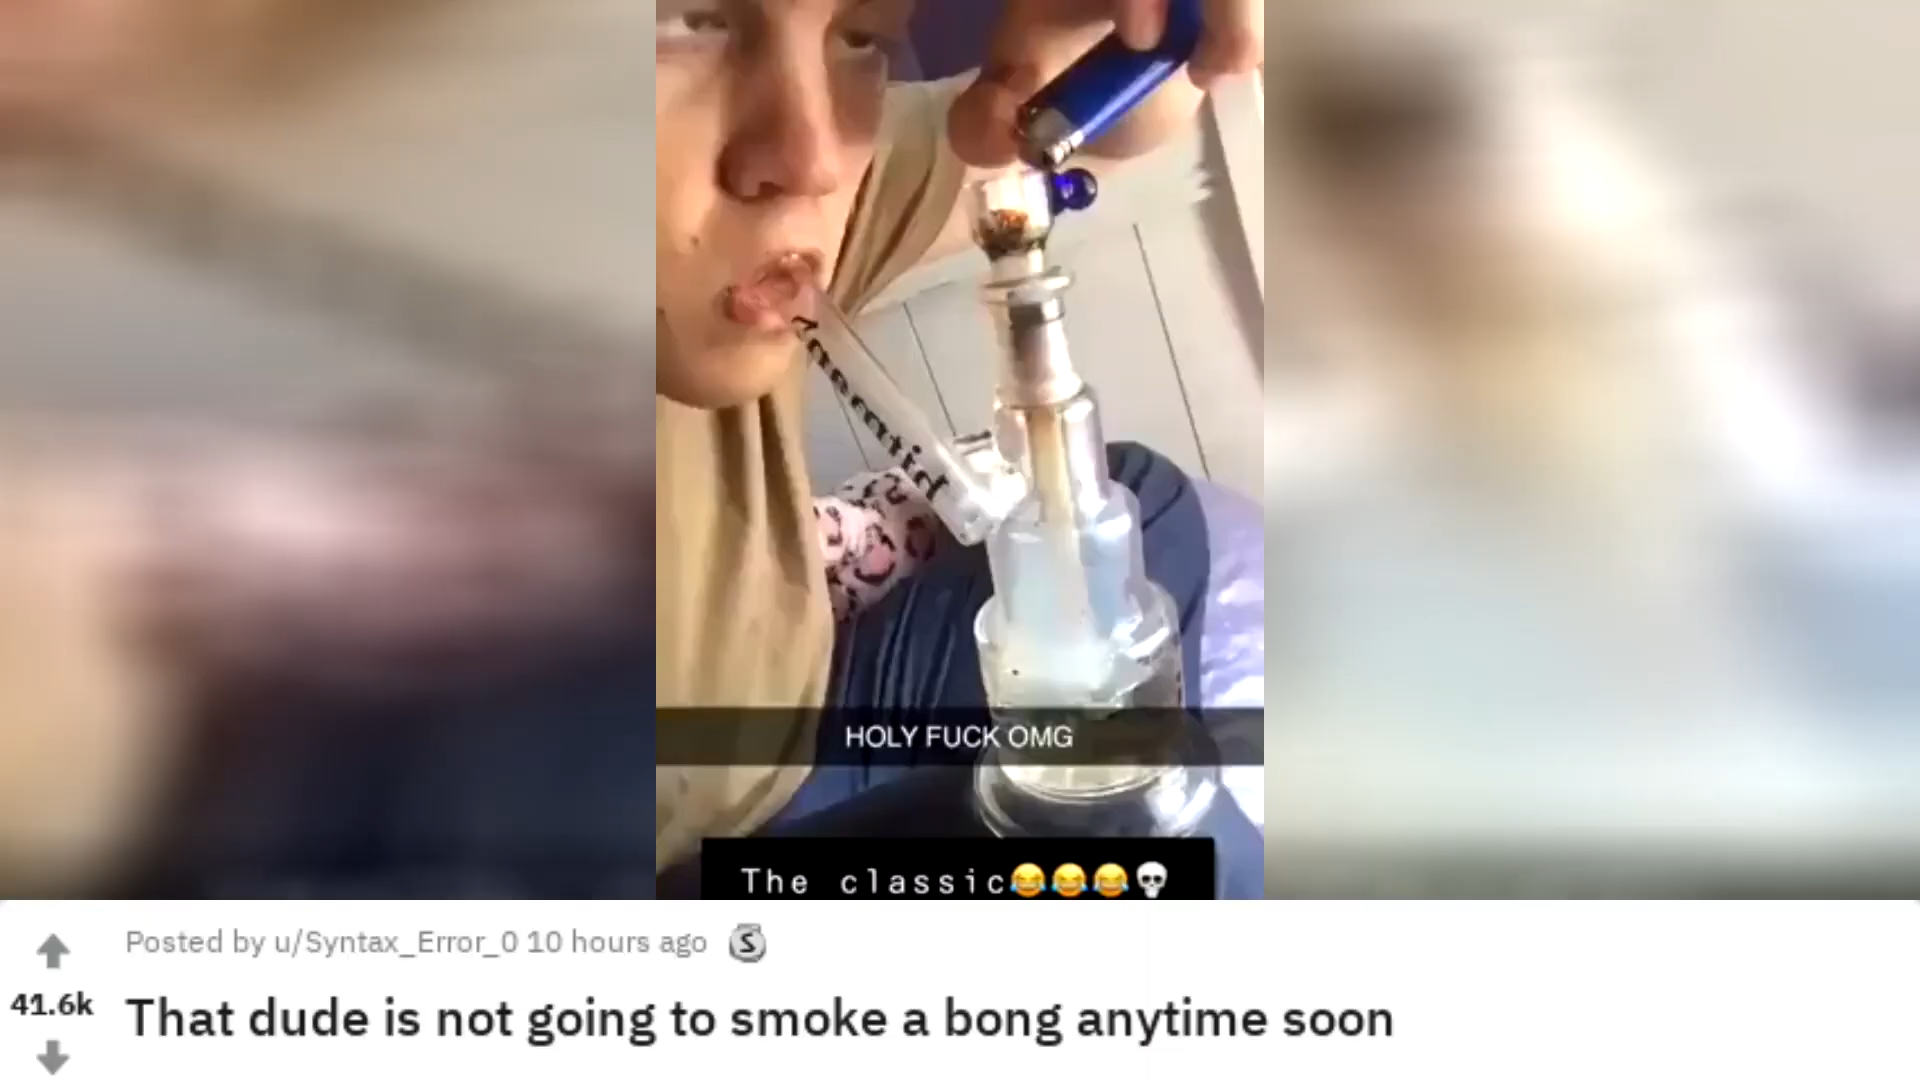 HOLY FUCK OMG
The classic😂😂😂💀
Posted by u/Syntax_Error_0 10 hours ago
41.6k
That dude is not going to smoke a bong anytime soon